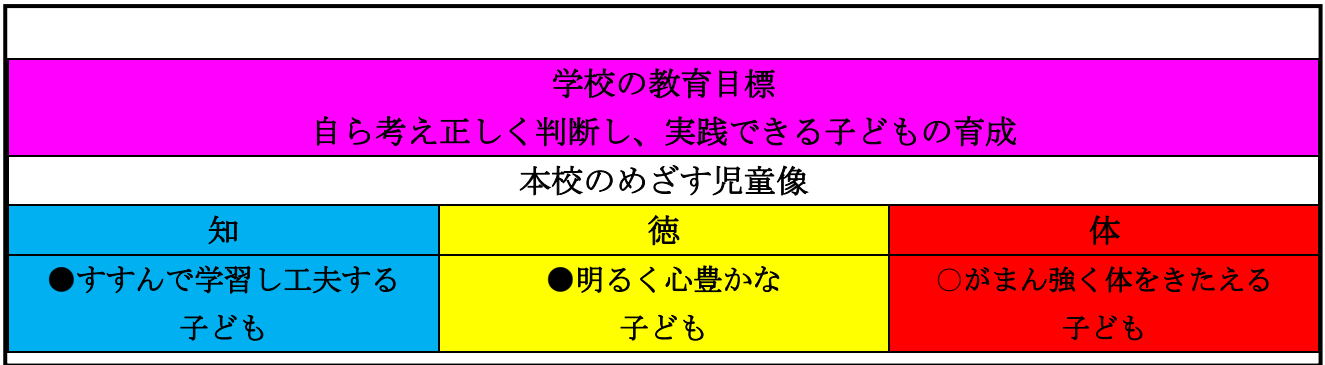 学校の教育目標
自ら考え正しく判断し、実践できる子どもの育成
本校のめざす児童像
知
徳
体
●すすんで学習し工夫する
子ども
●明るく心豊かな
子ども
○がまん強く体をきたえる
子ども